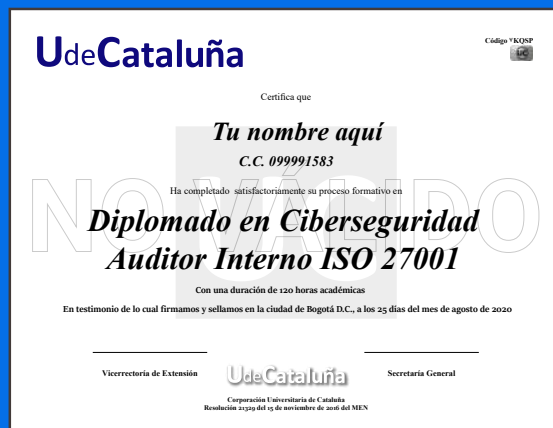 UdeCataluña
Código VKQSP
UC
Certifica que
Tu nombre aquí
C.C. 099991583
Ha completado satisfactoriamente su proceso formativo en
NO VÁLIDO
Diplomado en Ciberseguridad
Auditor Interno ISO 27001
Con una duración de 120 horas académicas
En testimonio de lo cual firmamos y sellamos en la ciudad de Bogotá D.C., a los 25 días del mes de agosto de 2020
Vicerrectoría de Extensión
UdeCataluña
Secretaría General
Corporación Universitaria de Cataluña
Resolución 21329 del 15 de noviembre de 2016 del MEN